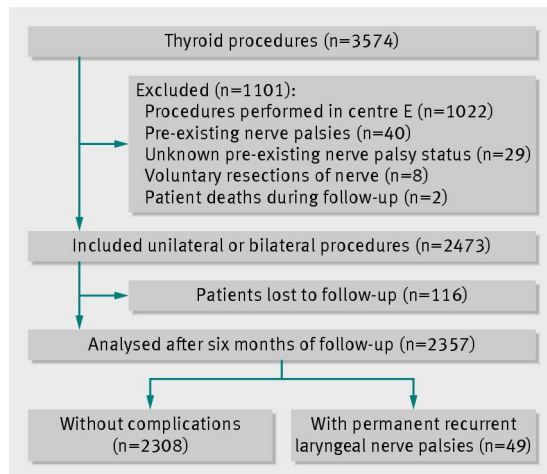 Thyroid procedures (n=3574)
Excluded (n=1101):
Procedures performed in centre E (n=1022)
Pre-existing nerve palsies (n=40)
Unknown pre-existing nerve palsy status (n=29)
Voluntary resections of nerve (n=8)
Patient deaths during follow-up (n=2)
Included unilateral or bilateral procedures (n=2473)
Patients lost to follow-up (n=116)
Analysed after six months of follow-up (n=2357)
Without complications
(n=2308)
With permanent recurrent
laryngeal nerve palsies (n=49)